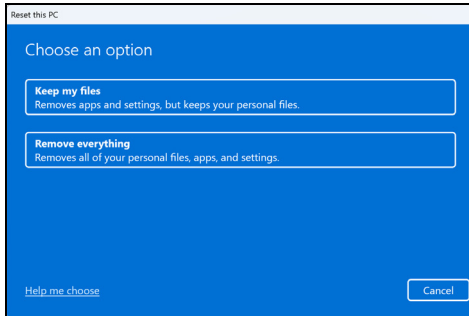 Reset this PC
Choose an option
Keep my files
Removes apps and settings, but keeps your personal files.
Remove everything
Removes all of your personal files, apps, and settings.
Help me choose
Cancel